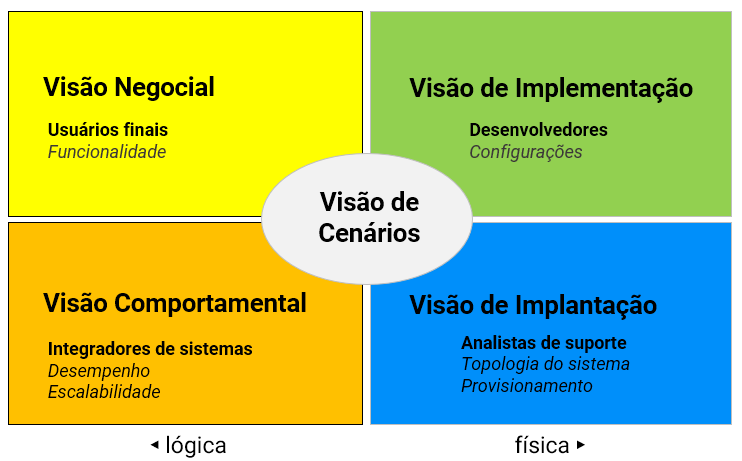 Visão Negocial
Usuários finais
Funcionalidade
Visão de Implementação
Desenvolvedores
Configurações
Visão de
Cenários
Visão Comportamental
Integradores de sistemas
Desempenho
Escalabilidade
Visão de Implantação
Analistas de suporte
Topologia do sistema
Provisionamento
lógica
física